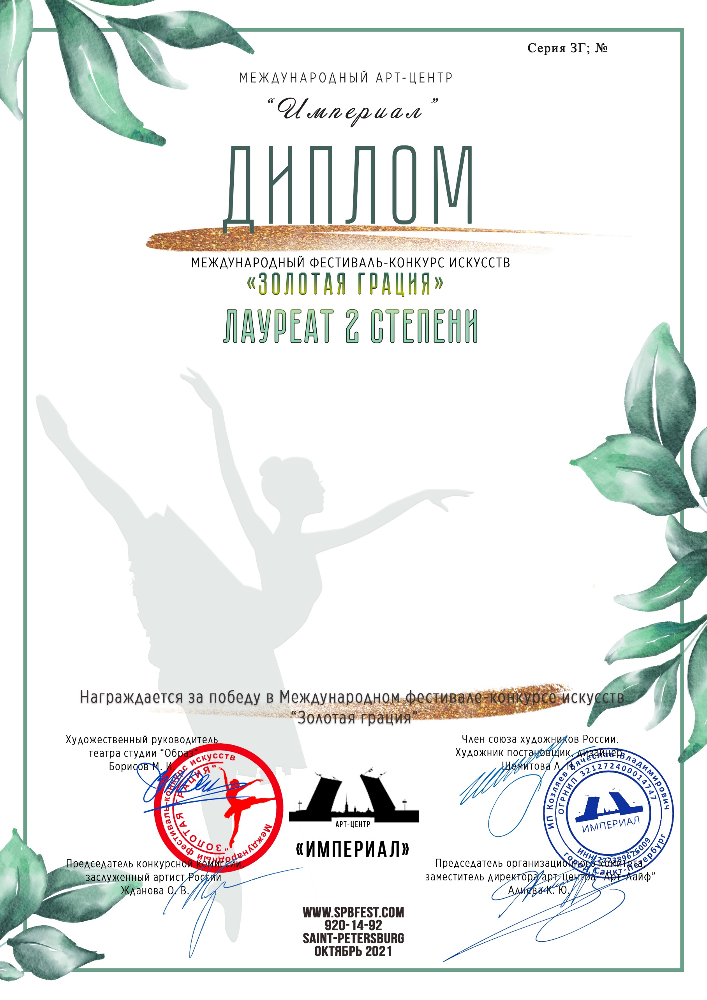 Серия ЗГ; №
МЕЖДУНАРОДНЫЙ АРТ-ЦЕНТР
“Империал”
ДИПЛОМ
МЕЖДУНАРОДНЫЙ ФЕСТИВАЛЬ-КОНКУРС ИСКУССТВ
«ЗОЛОТАЯ ГРАЦИЯ»
ЛАУРЕАТ 2 СТЕПЕНИ
Награждается за победу в Международном фестивале-конкурсе искусств
“Золотая грация”
Художественный руководитель
театра студии “Образ”
Борисов М. И.
Международный фестиваль-конкурс искусств
"ЗОЛОТАЯ ГРАЦИЯ"
Председатель конкурсной комиссии,
заслуженный артист России
Жданова О. В.
АРТ-ЦЕНТР
«ИМПЕРИАЛ»
Член союза художников России.
Художник постановщик, дизайнер
Шемитова Л. П.
ИП Козляев Вячеслав Владимирович
ОГРНИП 321272400014747
ИМПЕРИАЛ
ИНН 272389676009
город Санкт-Петербург
Председатель организационного комитета,
заместитель директора арт-центра “Арт-Лайф”
Алиева К. Ю.
WWW.SPBFEST.COM
920-14-92
SAINT-PETERSBURG
ОКТЯБРЬ 2021